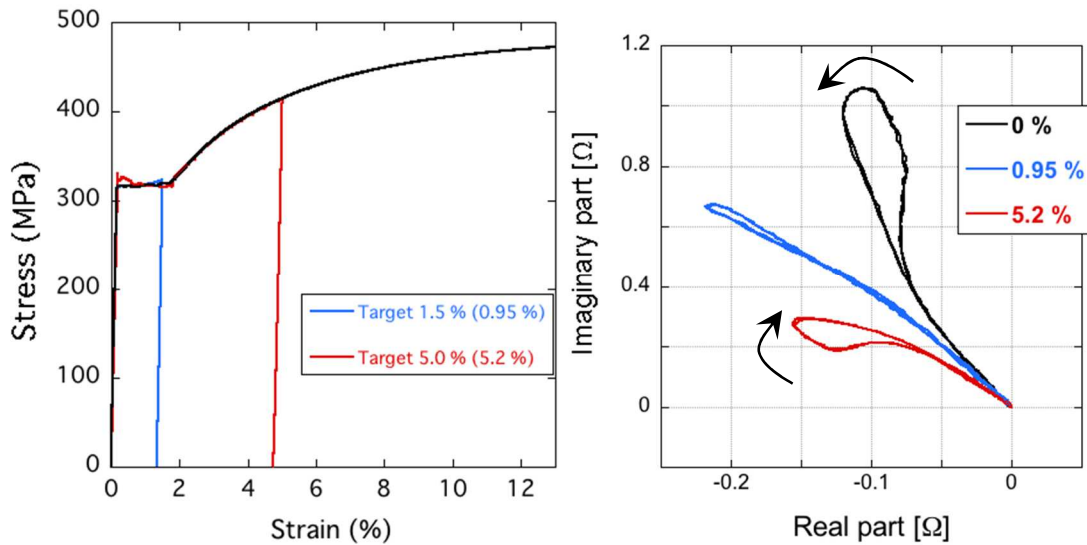 500
400
300
200
100
0
Stress (MPa)
Target 1.5 % (0.95 %)
Target 5.0 % (5.2 %)
0 2 4 6 8 10 12
Strain (%)
1.2
0.8
0.4
0
Imaginary part [Ω]
0 %
0.95 %
5.2 %
-0.2 -0.1 0
Real part [Ω]